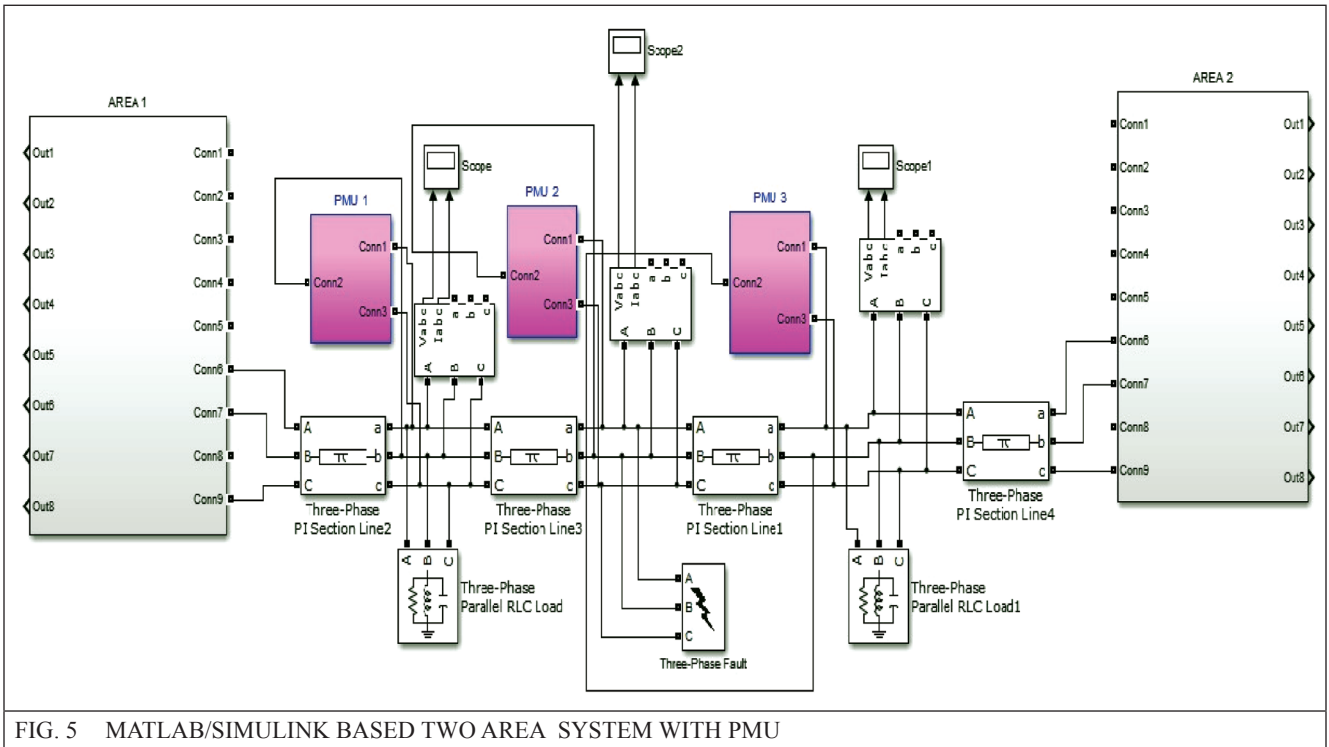 Scope2
AREA 1
AREA 2
Out1
Out2
Out3
Out4
Out5
Out6
Out7
Out8
Conn1
Conn2
Conn3
Conn4
Conn5
Conn6
Conn7
Conn8
Conn9
PMU 1
Conn1
Conn2
Conn3
Scope
Vabc
Iabc
a
b
c
A
B
C
PMU 2
Conn1
Conn2
Conn3
Vabc
Iabc
a
b
c
A
B
C
PMU 3
Conn1
Conn2
Conn3
Scope1
Vabc
Iabc
a
b
c
A
B
C
Conn1
Conn2
Conn3
Conn4
Conn5
Conn6
Conn7
Conn8
Conn9
Out1
Out2
Out3
Out4
Out5
Out6
Out7
Out8
A a
B π b
C c
Three-Phase
PI Section Line2
A a
B π b
C c
Three-Phase
PI Section Line3
A a
B π b
C c
Three-Phase
PI Section Line1
A a
B π b
C c
Three-Phase
PI Section Line4
A B C
Three-Phase
Parallel RLC Load
A
B
C
Three-Phase Fault
A B C
Three-Phase
Parallel RLC Load1
FIG. 5 MATLAB/SIMULINK BASED TWO AREA SYSTEM WITH PMU